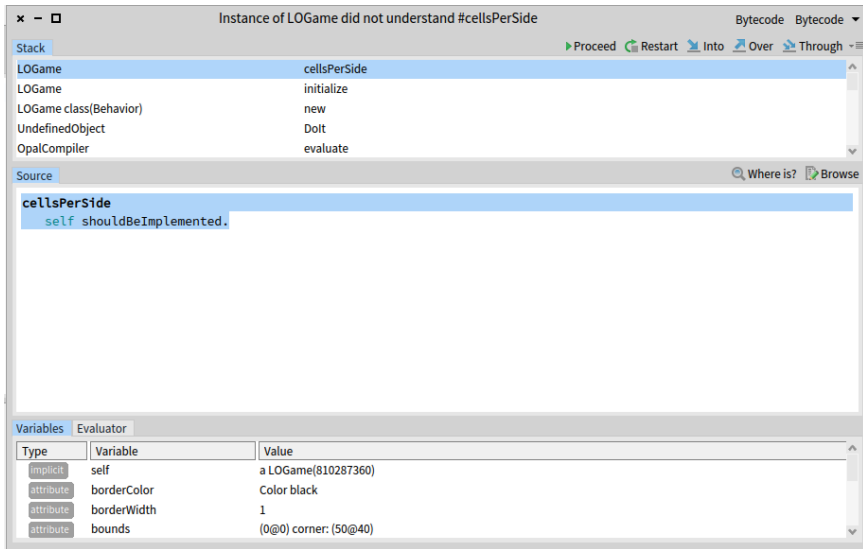 Instance of LOGame did not understand #cellsPerSide Bytecode Bytecode
Stack Proceed Restart Into Over Through
LOGame cellsPerSide
LOGame initialize
LOGame class(Behavior) new
UndefinedObject DoIt
OpalCompiler evaluate
Source Where is? Browse
cellsPerSide
self shouldBeImplemented.
Variables Evaluator
Type Variable Value
implicit self a LOGame(810287360)
attribute borderColor Color black
attribute borderWidth 1
attribute bounds (0@0) corner: (50@40)